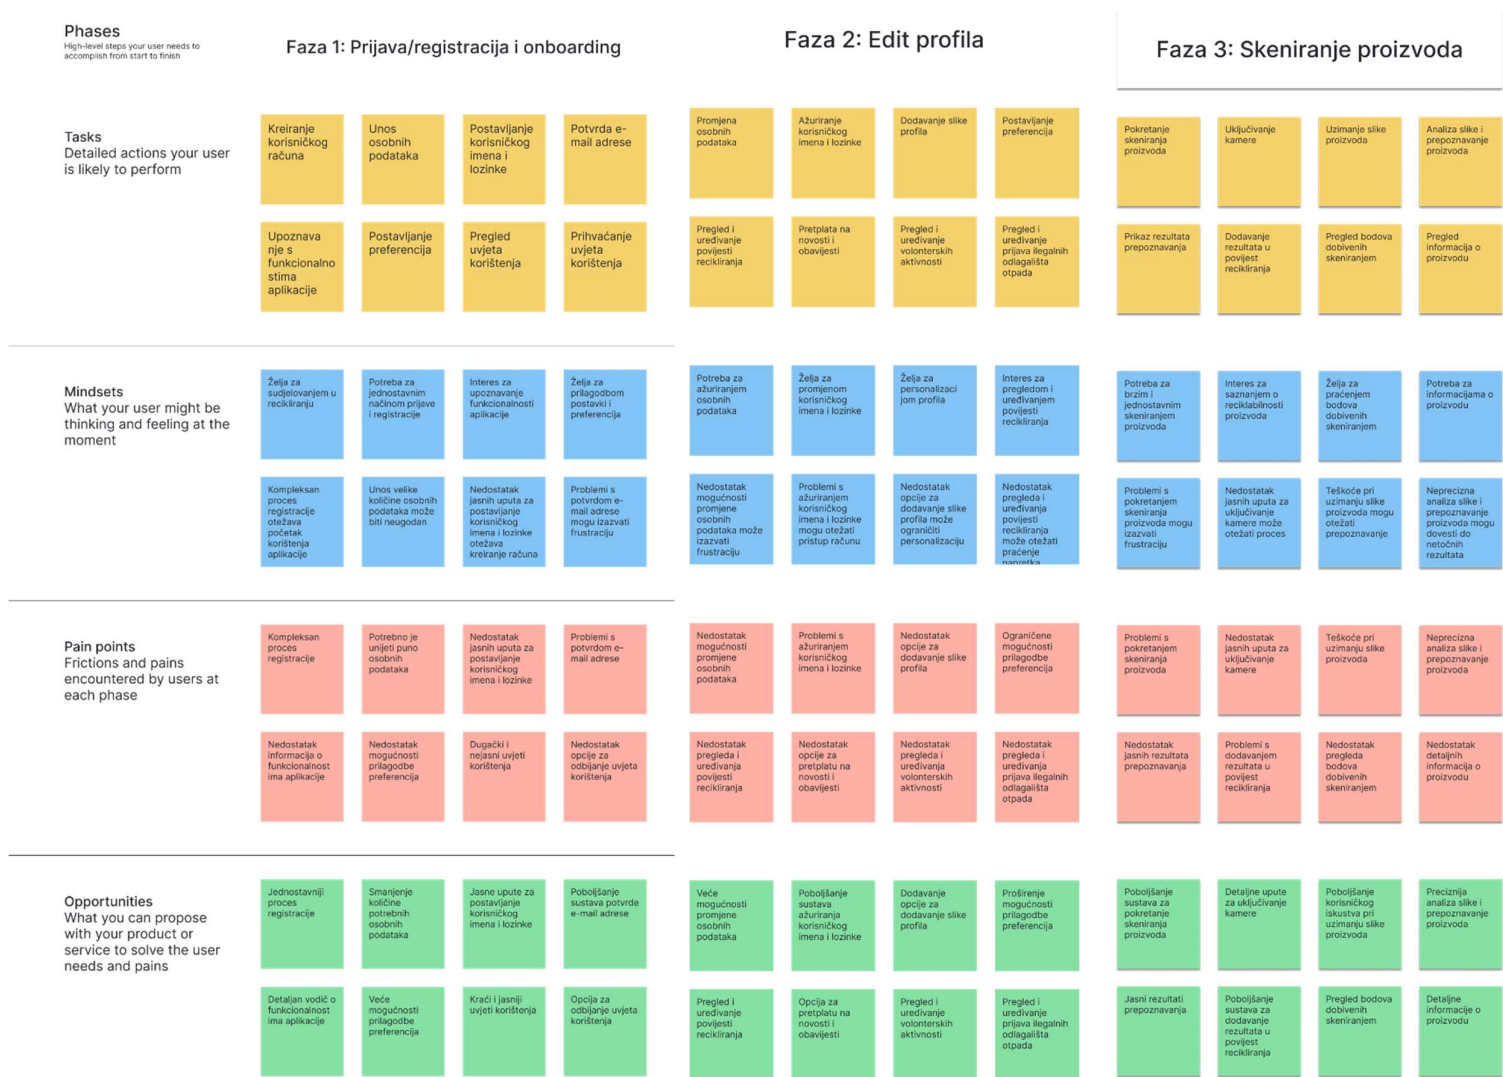 Phases
High-level steps your user needs to
accomplish from start to finish
Faza 1: Prijava/registracija i onboarding
Faza 2: Edit profila
Faza 3: Skeniranje proizvoda
Tasks
Detailed actions your user
is likely to perform
Kreiranje
korisničkog
računa
Unos
osobnih
podataka
Postavljanje
korisničkog
imena i
lozinke
Potvrda e-
mail adrese
Promjena
osobnih
podataka
Ažuriranje
korisničkog
imena i lozinke
Dodavanje slike
profila
Postavljanje
preferencija
Pokretanje
skeniranja
proizvoda
Uključivanje
kamere
Uzimanje slike
proizvoda
Analiza slike i
prepoznavanje
proizvoda
Upoznava
nje s
funkcionalno
stima
aplikacije
Postavljanje
preferencija
Pregled
uvjeta
korištenja
Prihvaćanje
uvjeta
korištenja
Pregled i
uređivanje
povijesti
recikliranja
Pretplata na
novosti i
obavijesti
Pregled i
uređivanje
volonterskih
aktivnosti
Pregled i
uređivanje
prijava ilegalnih
odlagališta
otpada
Prikaz rezultata
prepoznavanja
Dodavanje
rezultata u
povijest
recikliranja
Pregled bodova
dobivenih
skeniranjem
Pregled
informacija o
proizvodu
Mindsets
What your user might be
thinking and feeling at the
moment
Želja za
sudjelovanjem u
recikliranju
Potreba za
jednostavnim
načinom prijave
i registracije
Interes za
upoznavanje
funkcionalnosti
aplikacije
Želja za
prilagodbom
postavki i
preferencija
Potreba za
ažuriranjem
osobnih
podataka
Želja za
promjenom
korisničkog
imena i lozinke
Želja za
personalizaci
jom profila
Interes za
pregledom i
uređivanjem
povijesti
recikliranja
Potreba za
brzim i
jednostavnim
skeniranjem
proizvoda
Interes za
saznanjem o
reciklabilnosti
proizvoda
Želja za
praćenjem
bodova
dobivenih
skeniranjem
Potreba za
informacijama o
proizvodu
Kompleksan
proces
registracije
otežava
početak
korištenja
aplikacije
Unos velike
količine osobnih
podataka može
biti neugodan
Nedostatak
jasnih uputa za
postavljanje
korisničkog
imena i lozinke
otežava
kreiranje računa
Problemi s
potvrdom e-
mail adrese
mogu izazvati
frustraciju
Nedostatak
mogućnosti
promjene
osobnih
podataka može
izazvati
frustraciju
Problemi s
ažuriranjem
korisničkog
imena i lozinke
mogu otežati
pristup računu
Nedostatak
opcije za
dodavanje slike
profila može
ograničiti
personalizaciju
Nedostatak
pregleda i
uređivanja
povijesti
recikliranja
može otežati
praćenje
napretka
Problemi s
pokretanjem
skeniranja
proizvoda mogu
izazvati
frustraciju
Nedostatak
jasnih uputa za
uključivanje
kamere može
otežati proces
Teškoće pri
uzimanju slike
proizvoda mogu
otežati
prepoznavanje
Neprecizna
analiza slike i
prepoznavanje
proizvoda mogu
dovesti do
netočnih
rezultata
Pain points
Frictions and pains
encountered by users at
each phase
Kompleksan
proces
registracije
Potrebno je
unijeti puno
osobnih
podataka
Nedostatak
jasnih uputa za
postavljanje
korisničkog
imena i lozinke
Problemi s
potvrdom e-
mail adrese
Nedostatak
mogućnosti
promjene
osobnih
podataka
Problemi s
ažuriranjem
korisničkog
imena i lozinke
Nedostatak
opcije za
dodavanje slike
profila
Ograničene
mogućnosti
prilagodbe
preferencija
Problemi s
pokretanjem
skeniranja
proizvoda
Nedostatak
jasnih uputa za
uključivanje
kamere
Teškoće pri
uzimanju slike
proizvoda
Neprecizna
analiza slike i
prepoznavanje
proizvoda
Nedostatak
informacija o
funkcionalnost
ima aplikacije
Nedostatak
mogućnosti
prilagodbe
preferencija
Dugački i
nejasni uvjeti
korištenja
Nedostatak
opcije za
odbijanje uvjeta
korištenja
Nedostatak
pregleda i
uređivanja
povijesti
recikliranja
Nedostatak
opcije za
pretplatu na
novosti i
obavijesti
Nedostatak
pregleda i
uređivanja
volonterskih
aktivnosti
Nedostatak
pregleda i
uređivanja
prijava ilegalnih
odlagališta
otpada
Nedostatak
jasnih rezultata
prepoznavanja
Problemi s
dodavanjem
rezultata u
povijest
recikliranja
Nedostatak
pregleda
bodova
dobivenih
skeniranjem
Nedostatak
detaljnih
informacija o
proizvodu
Opportunities
What you can propose
with your product or
service to solve the user
needs and pains
Jednostavniji
proces
registracije
Smanjenje
količine
potrebnih
osobnih
podataka
Jasne upute za
postavljanje
korisničkog
imena i lozinke
Poboljšanje
sustava potvrde
e-mail adrese
Veće
mogućnosti
promjene
osobnih
podataka
Poboljšanje
sustava
ažuriranja
korisničkog
imena i lozinke
Dodavanje
opcije za
dodavanje slike
profila
Proširenje
mogućnosti
prilagodbe
preferencija
Poboljšanje
sustava za
pokretanje
skeniranja
proizvoda
Detaljne upute
za uključivanje
kamere
Poboljšanje
korisničkog
iskustva pri
uzimanju slike
proizvoda
Preciznija
analiza slike i
prepoznavanje
proizvoda
Detaljan vodič o
funkcionalnost
ima aplikacije
Veće
mogućnosti
prilagodbe
preferencija
Kraći i jasniji
uvjeti korištenja
Opcija za
odbijanje uvjeta
korištenja
Pregled i
uređivanje
povijesti
recikliranja
Opcija za
pretplatu na
novosti i
obavijesti
Pregled i
uređivanje
volonterskih
aktivnosti
Pregled i
uređivanje
prijava ilegalnih
odlagališta
otpada
Jasni rezultati
prepoznavanja
Poboljšanje
sustava za
dodavanje
rezultata u
povijest
recikliranja
Pregled bodova
dobivenih
skeniranjem
Detaljne
informacije o
proizvodu